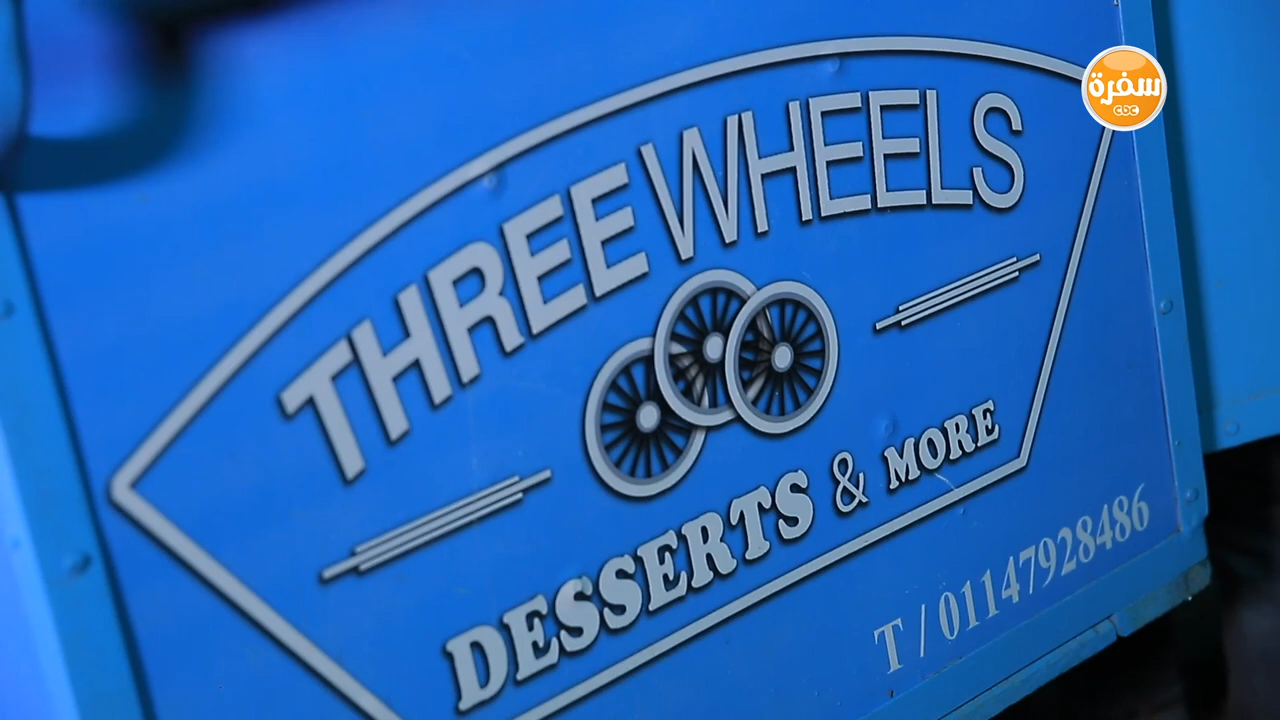 سفرة
cbc
THREE WHEELS
DESSERTS & MORE
T / 01147928486